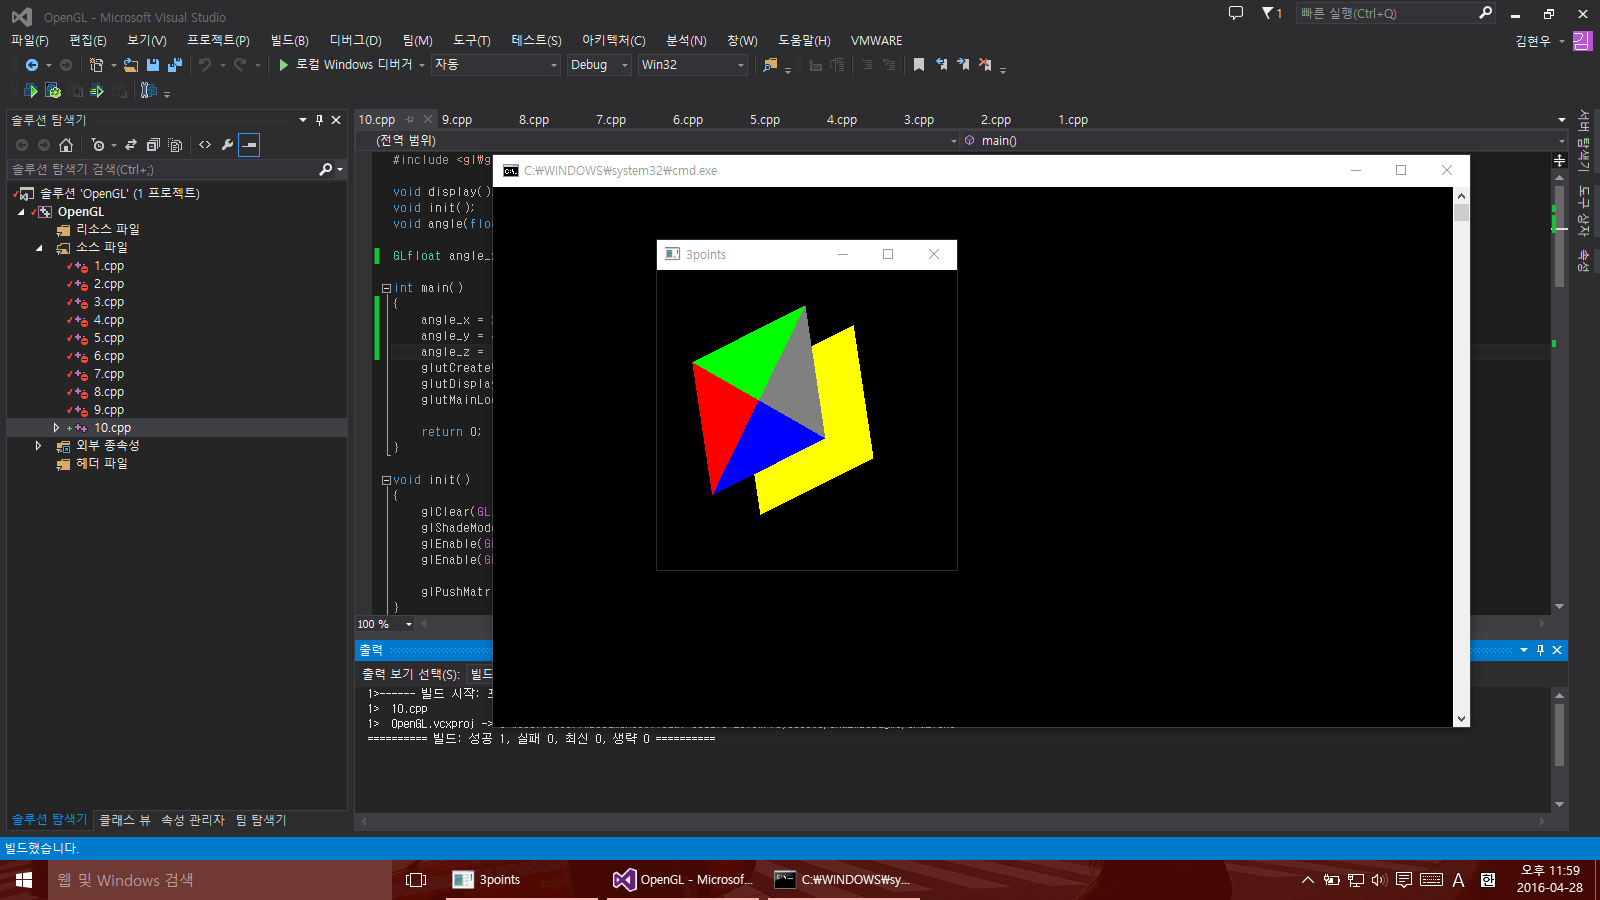 OpenGL - Microsoft Visual Studio
1
빠른 실행(Ctrl+Q)
파일(F) 편집(E) 보기(V) 프로젝트(P) 빌드(B) 디버그(D) 팀(M) 도구(T) 테스트(S) 아키텍처(C) 분석(N) 창(W) 도움말(H) VMWARE
김현우
김
로컬 Windows 디버거 자동 Debug Win32
솔루션 탐색기
솔루션 탐색기 검색(Ctrl+;)
솔루션 'OpenGL' (1 프로젝트)
OpenGL
리소스 파일
소스 파일
1.cpp
2.cpp
3.cpp
4.cpp
5.cpp
6.cpp
7.cpp
8.cpp
9.cpp
10.cpp
외부 종속성
헤더 파일
솔루션 탐색기 클래스 뷰 속성 관리자 팀 탐색기
10.cpp 9.cpp 8.cpp 7.cpp 6.cpp 5.cpp 4.cpp 3.cpp 2.cpp 1.cpp
(전역 범위) main()
#include <gl￦g
void display()
void init();
void angle(floa
GLfloat angle_
int main()
{
angle_x =
angle_y =
angle_z =
glutCreate
glutDisplay
glutMainLo
return 0;
}
void init()
{
glClear(GL
glShadeMod
glEnable(G
glEnable(G
glPushMatr
}
100 %
C:￦WINDOWS￦system32￦cmd.exe
3points
출력
출력 보기 선택(S): 빌드
1>------ 빌드 시작:
1> 10.cpp
1> OpenGL.vcxproj ->
========== 빌드: 성공 1, 실패 0, 최신 0, 생략 0 ==========
서버 탐색기
도구 상자
속성
빌드했습니다.
웹 및 Windows 검색
3points
OpenGL - Microsof...
C:￦WINDOWS￦sy...
A
한
오후 11:59
2016-04-28